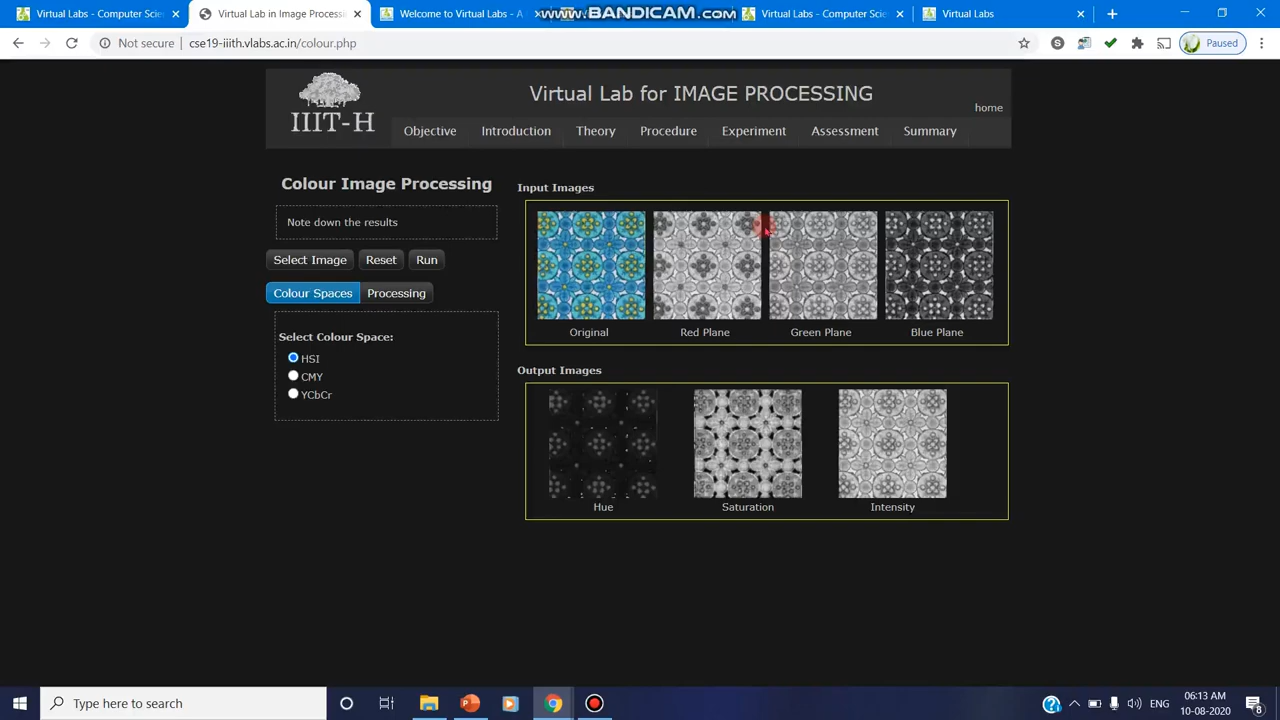 Virtual Labs - Computer Scien
Virtual Lab in Image Processing
Welcome to Virtual Labs - A
www.BANDICAM.com
Virtual Labs - Computer Scien
Virtual Labs
Not secure
cse19-iiith.vlabs.ac.in/colour.php
S
Paused
IIIT-H
Virtual Lab for IMAGE PROCESSING
home
Objective Introduction Theory Procedure Experiment Assessment Summary
Colour Image Processing
Note down the results
Select Image Reset Run
Colour Spaces Processing
Select Colour Space:
HSI
CMY
YCbCr
Input Images
Original Red Plane Green Plane Blue Plane
Output Images
Hue Saturation Intensity
Type here to search
ENG
06:13 AM
10-08-2020
8